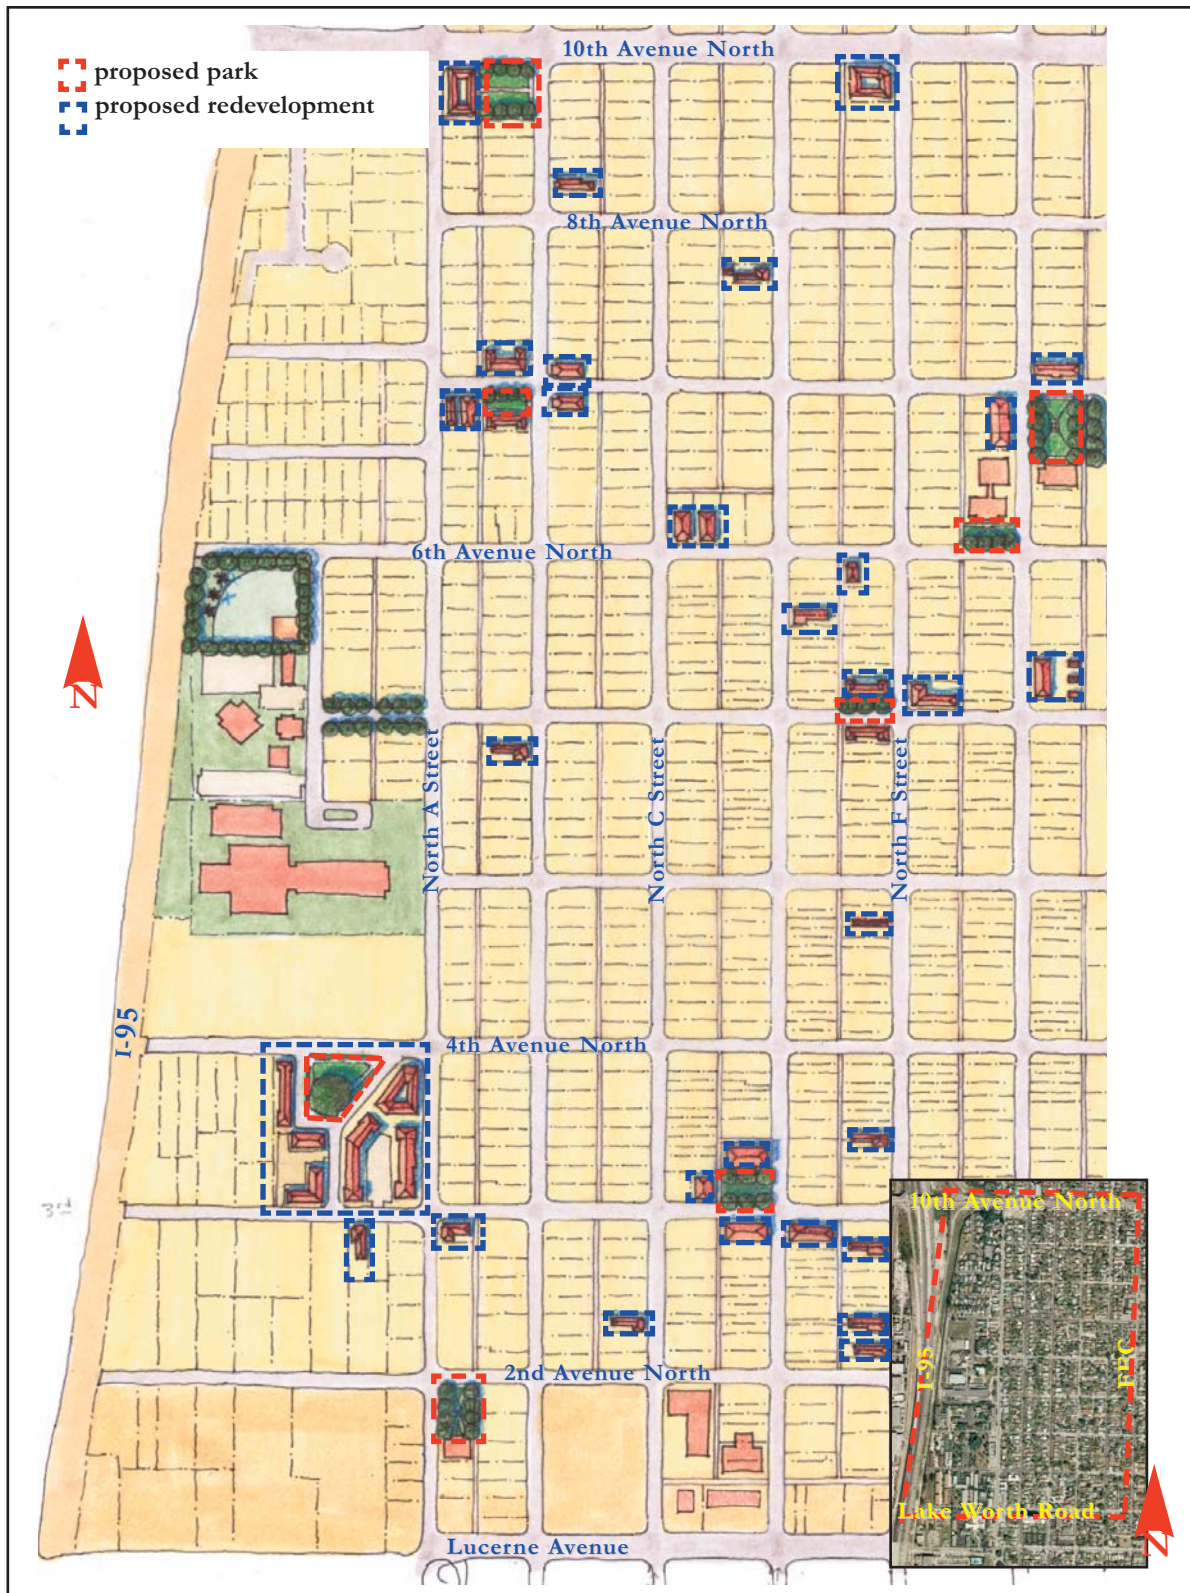 proposed park
proposed redevelopment
10th Avenue North
8th Avenue North
6th Avenue North
N
North A Street
North C Street
North F Street
I-95
4th Avenue North
3rd
2nd Avenue North
Lucerne Avenue
10th Avenue North
I-95
FEC
Lake Worth Road
N